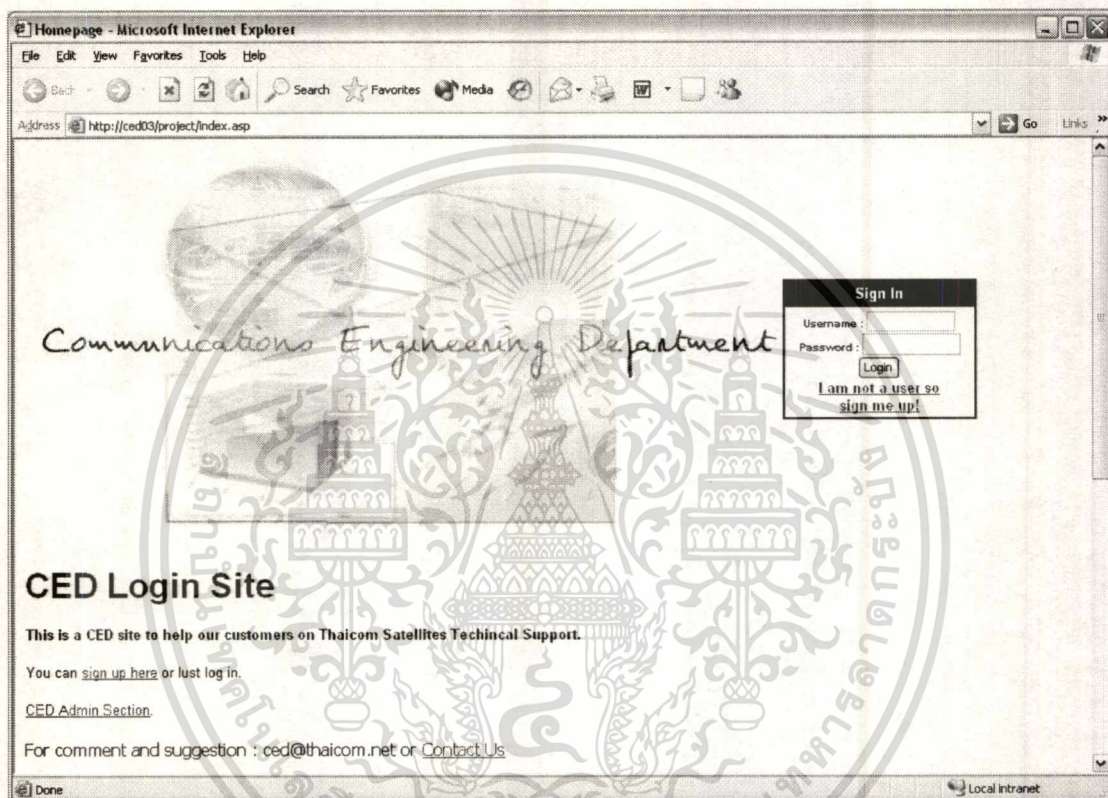 Homepage - Microsoft Internet Explorer
File Edit View Favorites Tools Help
Back Search Favorites Media
Address http://ced03/project/index.asp Go Links »
Communications Engineering Department
Sign In
Username :
Password :
Login
I am not a user so
sign me up!
CED Login Site
This is a CED site to help our customers on Thaicom Satellites Techincal Support.
You can sign up here or lust log in.
CED Admin Section.
For comment and suggestion : ced@thaicom.net or Contact Us
Done Local intranet